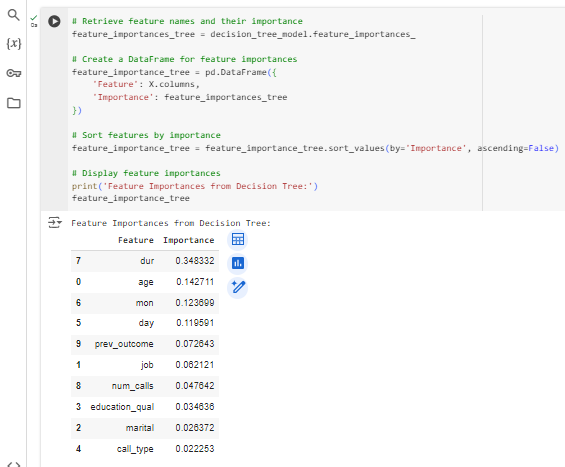 {x}
0s
# Retrieve feature names and their importance
feature_importances_tree = decision_tree_model.feature_importances_
# Create a DataFrame for feature importances
feature_importance_tree = pd.DataFrame({
'Feature': X.columns,
'Importance': feature_importances_tree
})
# Sort features by importance
feature_importance_tree = feature_importance_tree.sort_values(by='Importance', ascending=False)
# Display feature importances
print('Feature Importances from Decision Tree:')
feature_importance_tree
Feature Importances from Decision Tree:
Feature Importance
7 dur 0.348332
0 age 0.142711
6 mon 0.123699
5 day 0.119591
9 prev_outcome 0.072643
1 job 0.062121
8 num_calls 0.047642
3 education_qual 0.034636
2 marital 0.026372
4 call_type 0.022253